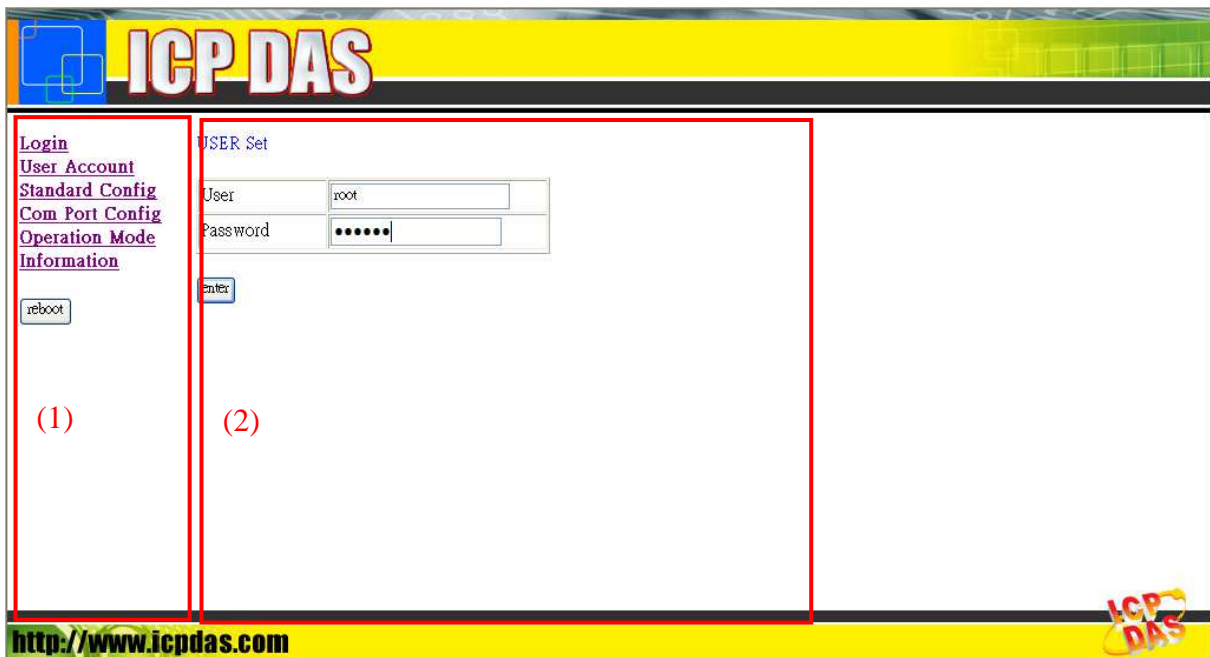 ICP DAS
Login
User Account
Standard Config
Com Port Config
Operation Mode
Information
reboot
(1)
USER Set
User root
Password ••••••
enter
(2)
http://www.icpdas.com
ICP
DAS